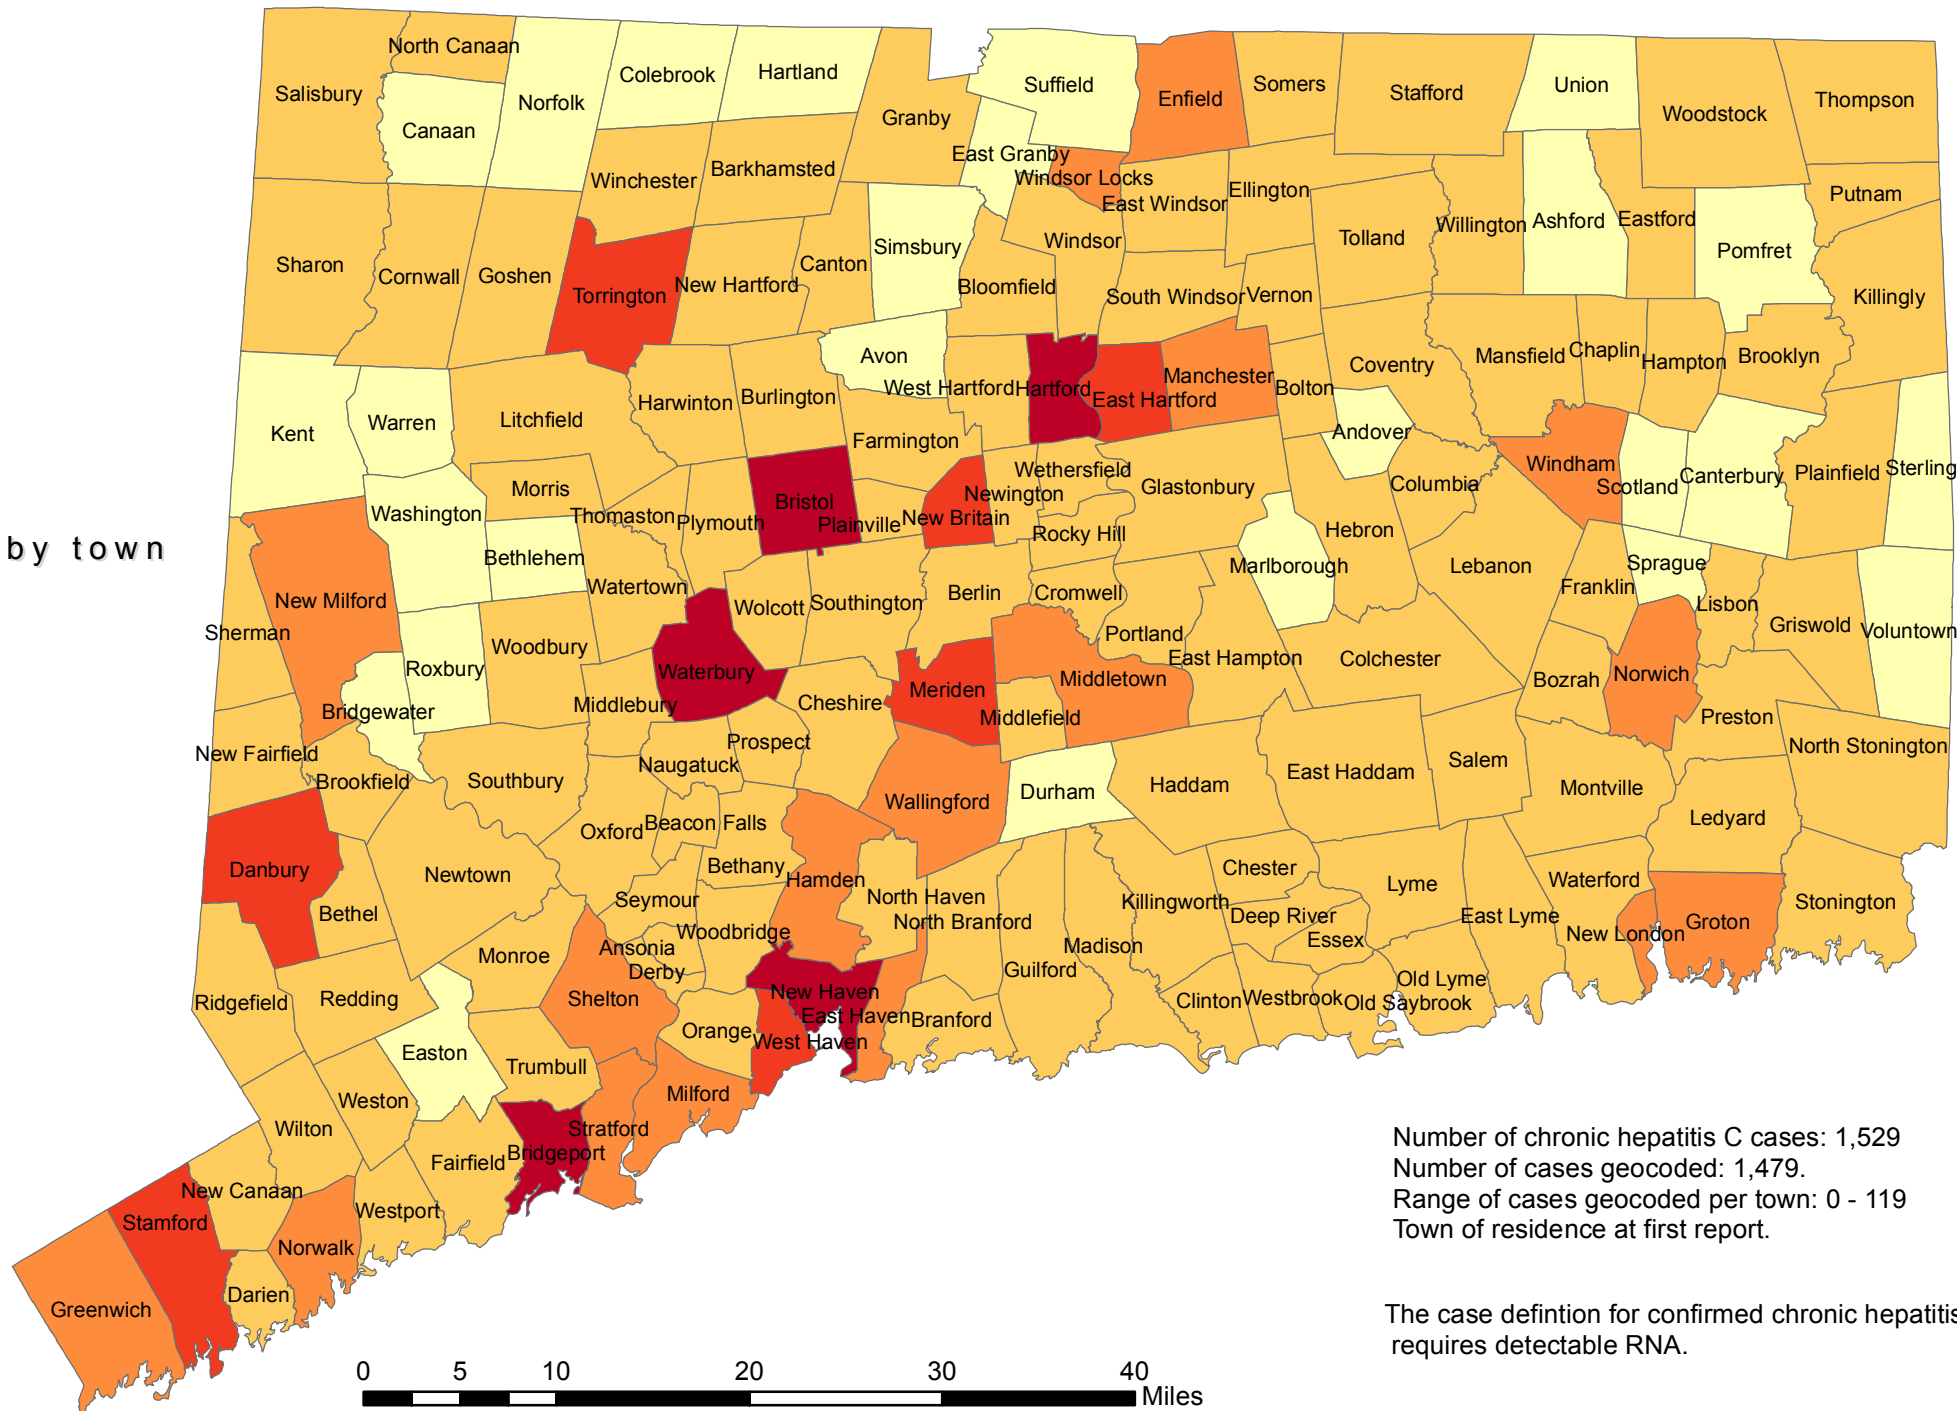 North Canaan
Colebrook
Hartland
Salisbury
Norfolk
Suffield
Enfield
Somers
Stafford
Union
Woodstock
Thompson
Canaan
Granby
East Granby
Winchester
Barkhamsted
Windsor Locks
East Windsor
Ellington
Willington
Ashford
Eastford
Putnam
Sharon
Cornwall
Goshen
Torrington
New Hartford
Canton
Simsbury
Bloomfield
Windsor
South Windsor
Vernon
Tolland
Pomfret
Killingly
Kent
Warren
Litchfield
Harwinton
Burlington
Avon
West Hartford
Hartford
East Hartford
Manchester
Bolton
Coventry
Mansfield
Chaplin
Hampton
Brooklyn
Farmington
Andover
Morris
Washington
Thomaston
Plymouth
Bristol
Plainville
New Britain
Newington
Wethersfield
Glastonbury
Rocky Hill
Hebron
Columbia
Windham
Scotland
Canterbury
Plainfield
Sterling
by town
Bethlehem
Watertown
Wolcott
Southington
Berlin
Cromwell
Portland
Marlborough
Lebanon
Franklin
Sprague
Lisbon
Griswold
Voluntown
New Milford
Sherman
Roxbury
Woodbury
Waterbury
Middlebury
Cheshire
Meriden
Middletown
Middlefield
East Hampton
Colchester
Bozrah
Norwich
Preston
North Stonington
Bridgewater
New Fairfield
Brookfield
Southbury
Naugatuck
Prospect
Wallingford
Durham
Haddam
East Haddam
Salem
Montville
Ledyard
Danbury
Bethel
Newtown
Oxford
Beacon Falls
Bethany
Seymour
Hamden
North Haven
North Branford
Woodbridge
Ansonia
Derby
Killingworth
Chester
Deep River
Essex
Lyme
East Lyme
Waterford
New London
Groton
Stonington
Madison
Guilford
Ridgefield
Redding
Monroe
Shelton
Orange
New Haven
East Haven
West Haven
Branford
Clinton
Westbrook
Old Saybrook
Old Lyme
Easton
Trumbull
Weston
Wilton
Milford
Stratford
Bridgeport
Fairfield
New Canaan
Westport
Stamford
Norwalk
Darien
Greenwich
Number of chronic hepatitis C cases: 1,529
Number of cases geocoded: 1,479.
Range of cases geocoded per town: 0 - 119
Town of residence at first report.
The case defintion for confirmed chronic hepatitis
requires detectable RNA.
0 5 10 20 30 40
Miles